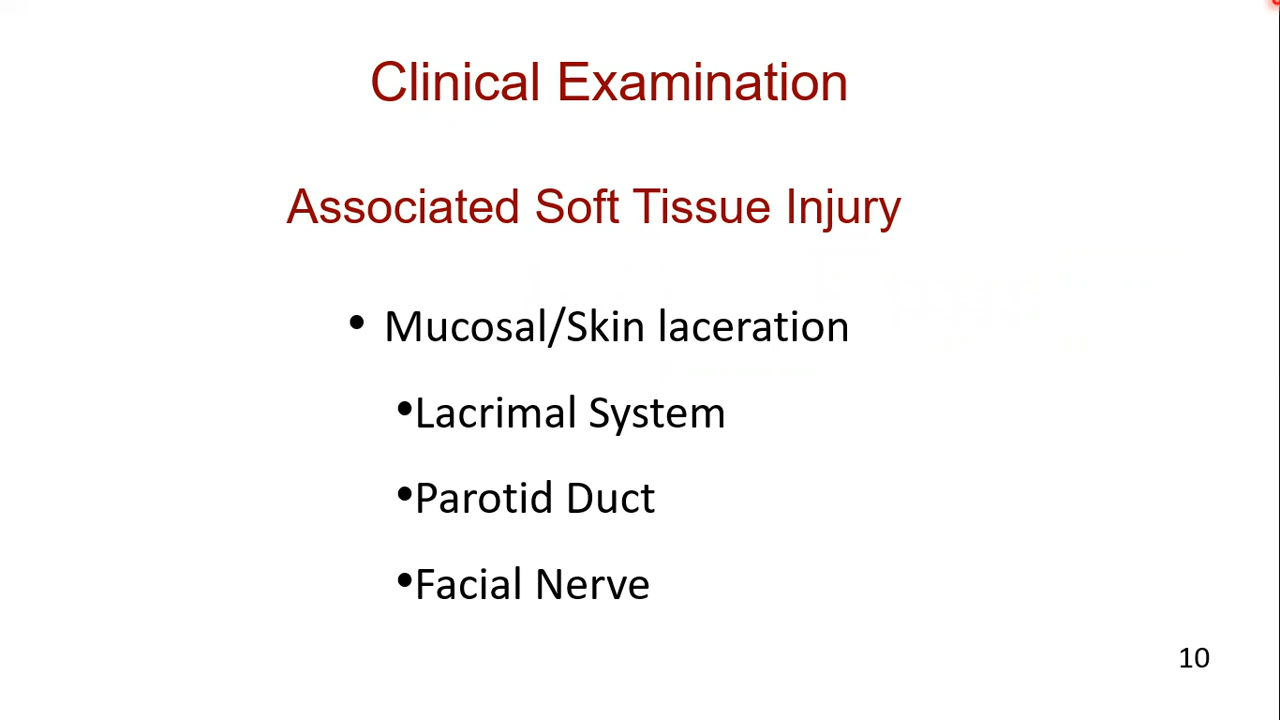 Clinical Examination
Associated Soft Tissue Injury
• Mucosal/Skin laceration
•Lacrimal System
•Parotid Duct
•Facial Nerve
10